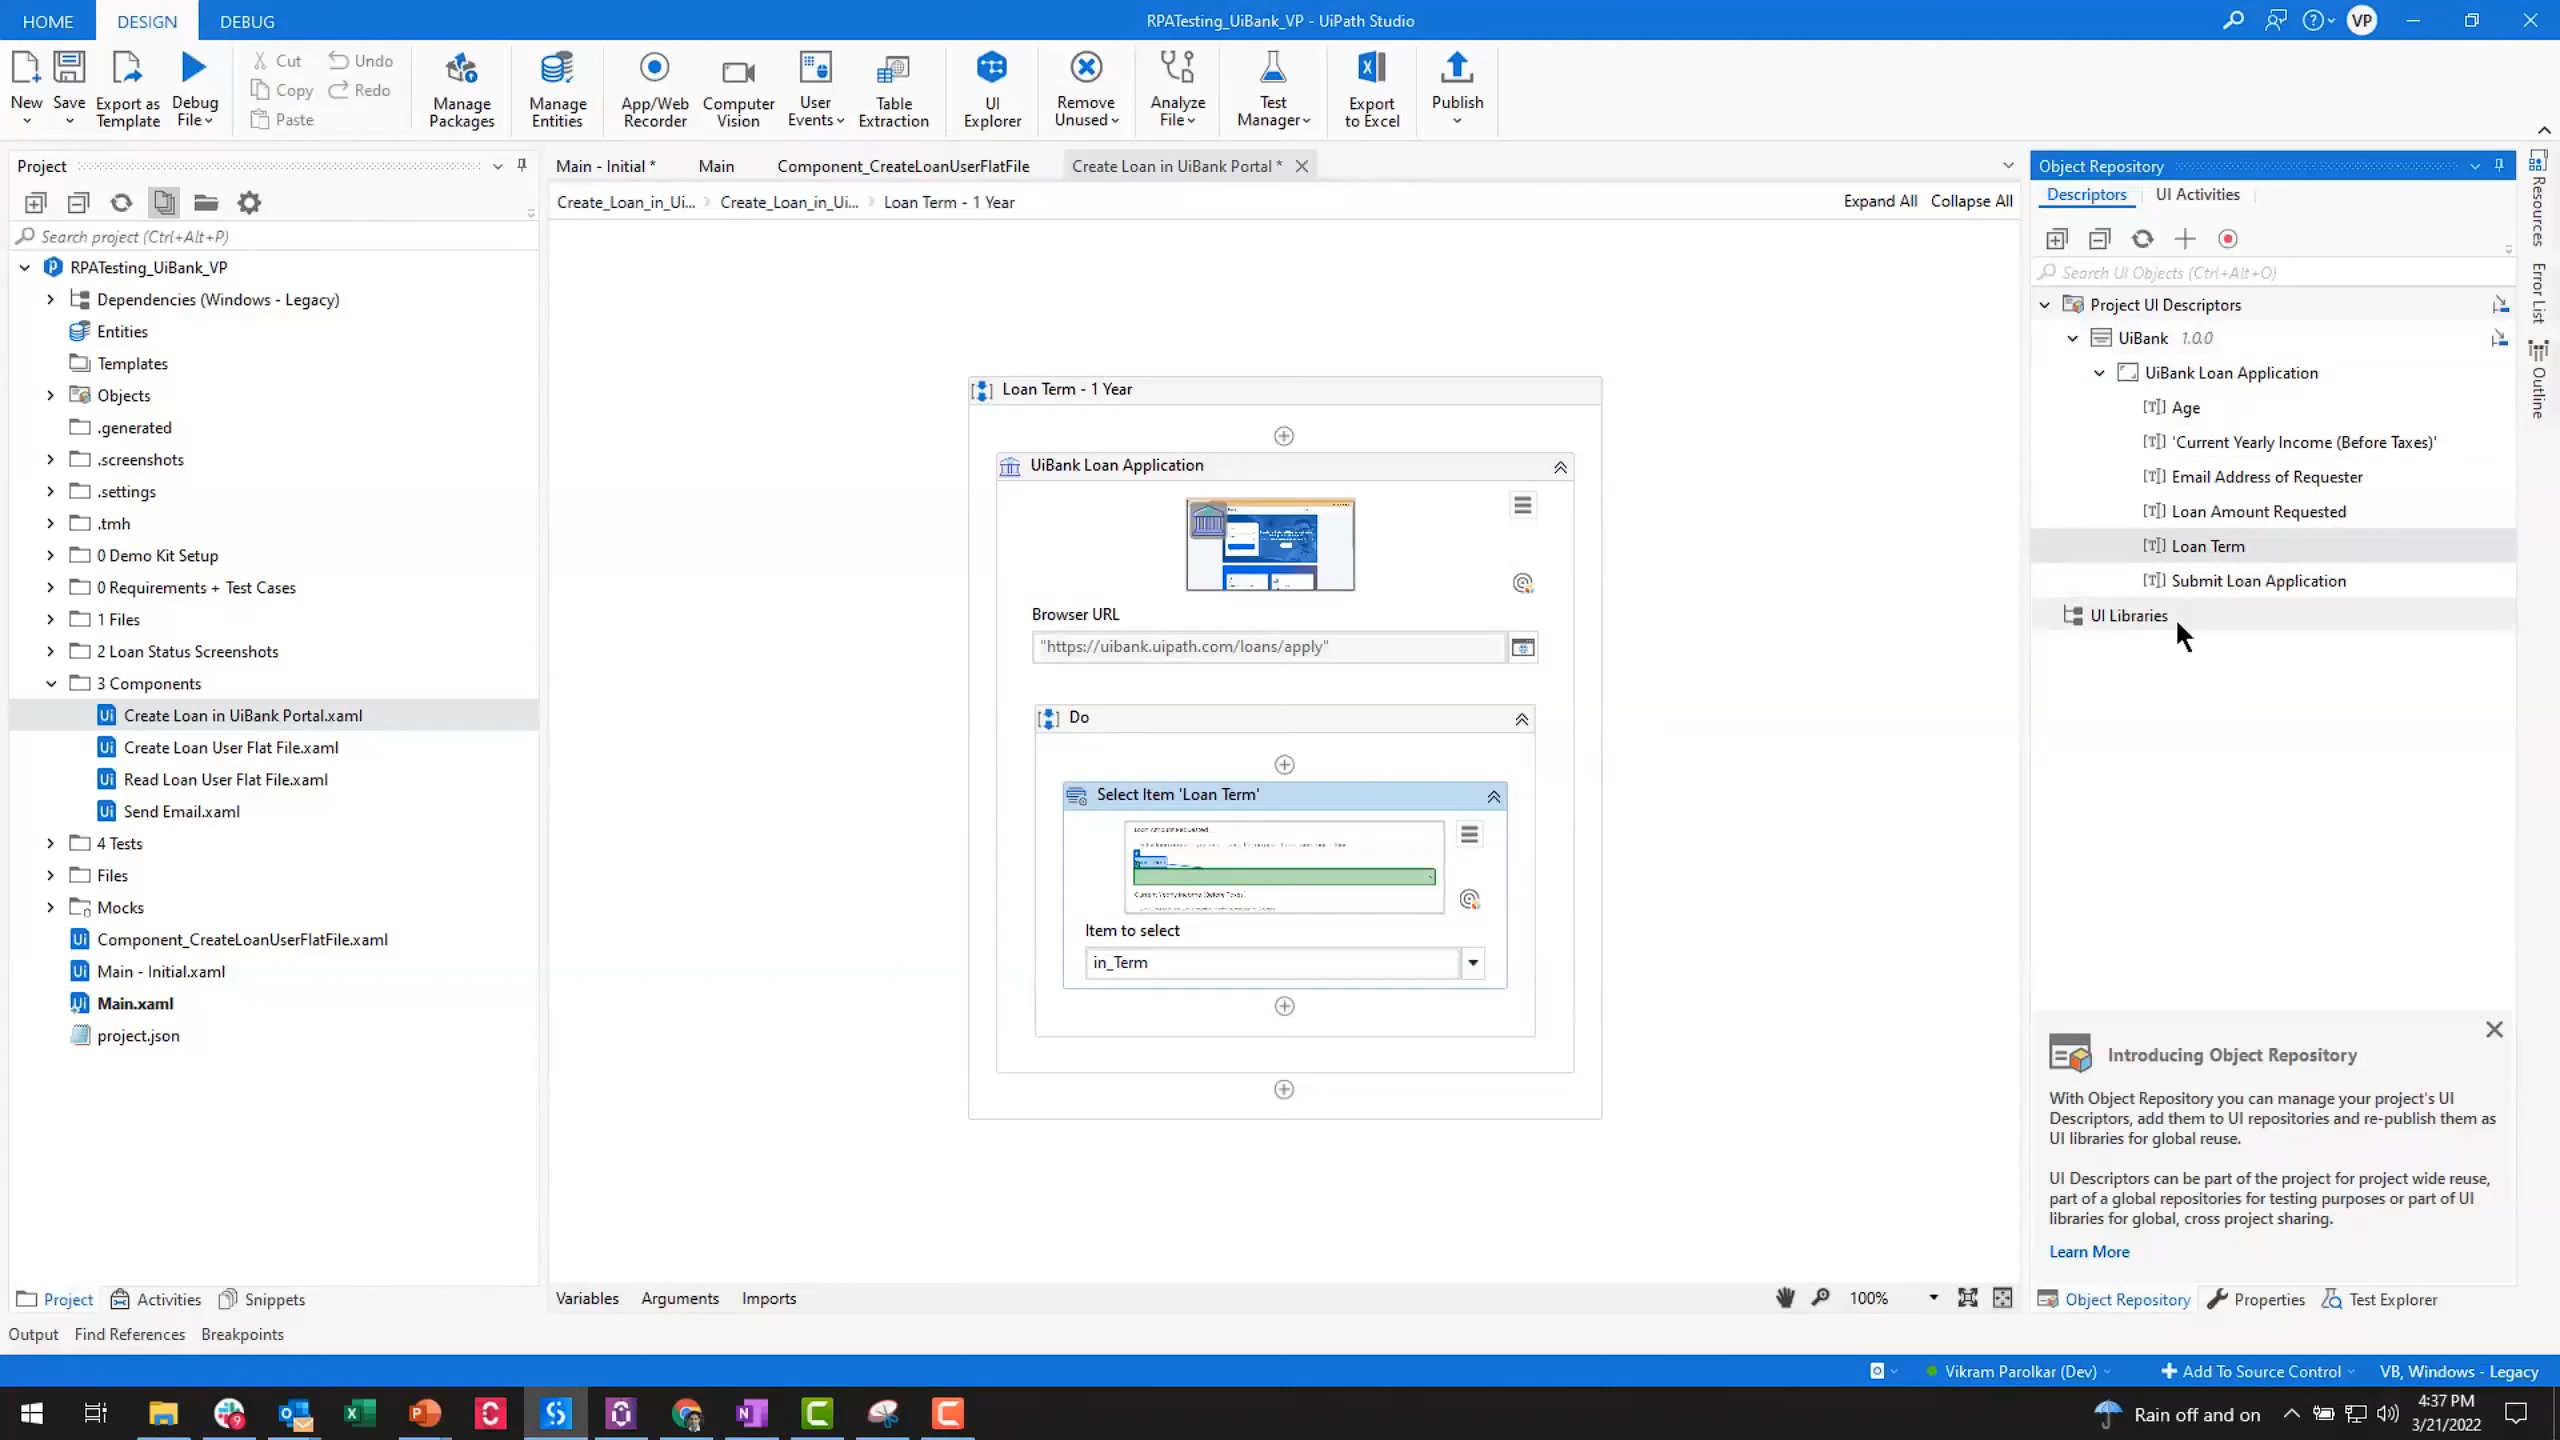 HOME
DESIGN
DEBUG
RPATesting_UiBank_VP - UiPath Studio
VP
New
Save
Export as
Template
Debug
File
Cut
Copy
Paste
Undo
Redo
Manage
Packages
Manage
Entities
App/Web
Recorder
Computer
Vision
User
Events
Table
Extraction
UI
Explorer
Remove
Unused
Analyze
File
Test
Manager
Export
to Excel
Publish
Project
Search project (Ctrl+Alt+P)
RPATesting_UiBank_VP
Dependencies (Windows - Legacy)
Entities
Templates
Objects
.generated
.screenshots
.settings
.tmh
0 Demo Kit Setup
0 Requirements + Test Cases
1 Files
2 Loan Status Screenshots
3 Components
Create Loan in UiBank Portal.xaml
Create Loan User Flat File.xaml
Read Loan User Flat File.xaml
Send Email.xaml
4 Tests
Files
Mocks
Component_CreateLoanUserFlatFile.xaml
Main - Initial.xaml
Main.xaml
project.json
Project
Activities
Snippets
Output
Find References
Breakpoints
Main - Initial *
Main
Component_CreateLoanUserFlatFile
Create Loan in UiBank Portal *
Create_Loan_in_Ui...
Create_Loan_in_Ui...
Loan Term - 1 Year
Expand All
Collapse All
Loan Term - 1 Year
UiBank Loan Application
Browser URL
"https://uibank.uipath.com/loans/apply"
Do
Select Item 'Loan Term'
Loan Amount Requested
Current Yearly Income (Before Taxes)
Item to select
in_Term
Variables
Arguments
Imports
100%
Object Repository
Descriptors
UI Activities
Search UI Objects (Ctrl+Alt+O)
Project UI Descriptors
UiBank 1.0.0
UiBank Loan Application
Age
'Current Yearly Income (Before Taxes)'
Email Address of Requester
Loan Amount Requested
Loan Term
Submit Loan Application
UI Libraries
Introducing Object Repository
With Object Repository you can manage your project's UI
Descriptors, add them to UI repositories and re-publish them as
UI libraries for global reuse.
UI Descriptors can be part of the project for project wide reuse,
part of a global repositories for testing purposes or part of UI
libraries for global, cross project sharing.
Learn More
Object Repository
Properties
Test Explorer
Resources
Error List
Outline
Vikram Parolkar (Dev)
Add To Source Control
VB, Windows - Legacy
Rain off and on
4:37 PM
3/21/2022